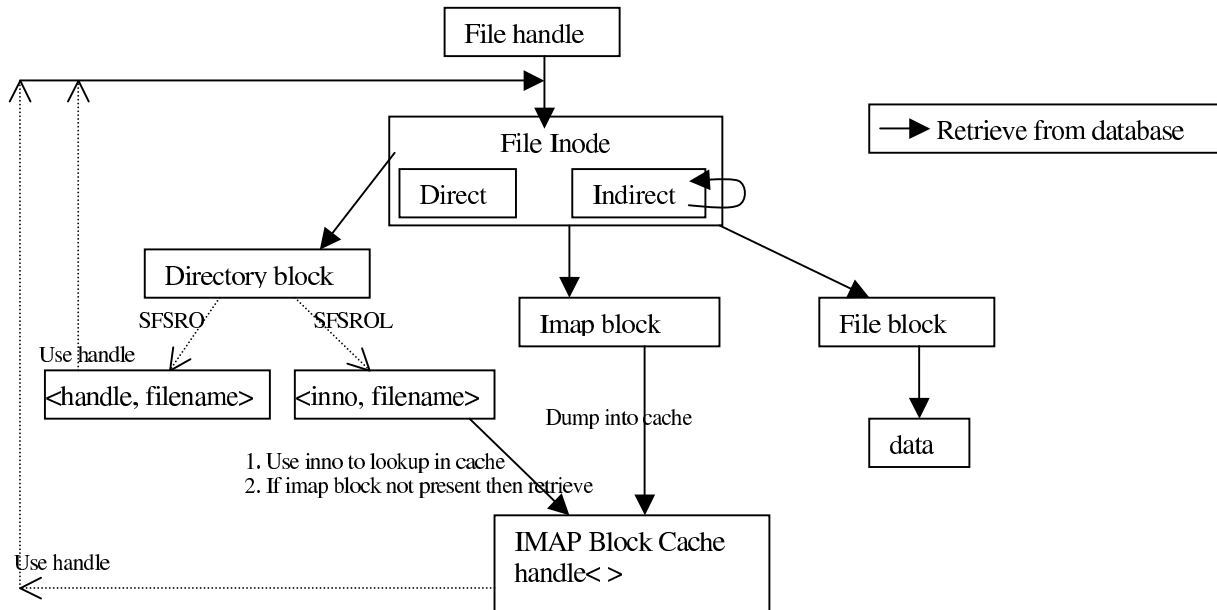 File handle
Retrieve from database
File Inode
Direct
Indirect
Directory block
SFSRO
SFSROL
Imap block
File block
Use handle
<handle, filename>
<inno, filename>
Dump into cache
data
1. Use inno to lookup in cache
2. If imap block not present then retrieve
IMAP Block Cache
handle< >
Use handle